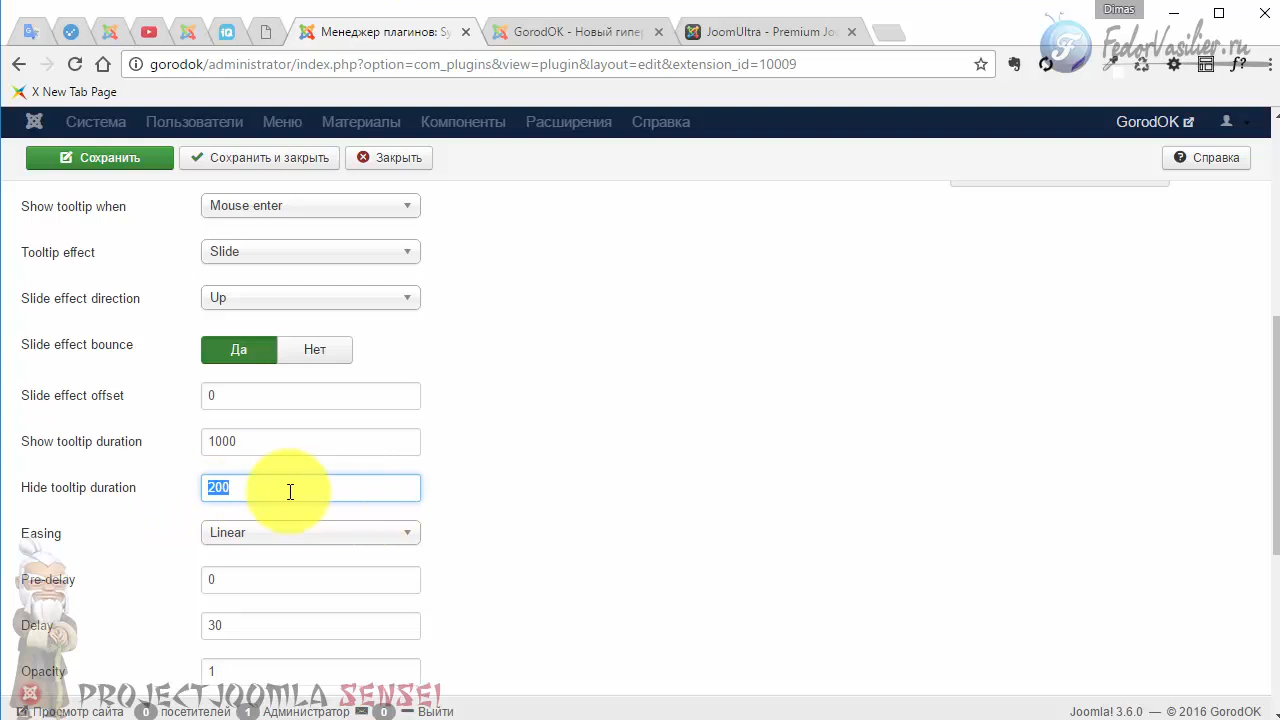 Dimas
Менеджер плагинов: Sy
GorodOK - Новый гипер
JoomUltra - Premium Jo
FedorVasilier.ru
gorodok/administrator/index.php?option=com_plugins&view=plugin&layout=edit&extension_id=10009
X New Tab Page
Система Пользователи Меню Материалы Компоненты Расширения Справка GorodOK
Сохранить Сохранить и закрыть Закрыть Справка
Show tooltip when Mouse enter
Tooltip effect Slide
Slide effect direction Up
Slide effect bounce Да Нет
Slide effect offset 0
Show tooltip duration 1000
Hide tooltip duration 200
Easing Linear
Pre-delay 0
Delay 30
Opacity 1
PROJECTJOOMLA SENSEI
Просмотр сайта 0 посетителей 1 Администратор 0 Выйти Joomla! 3.6.0 — © 2016 GorodOK